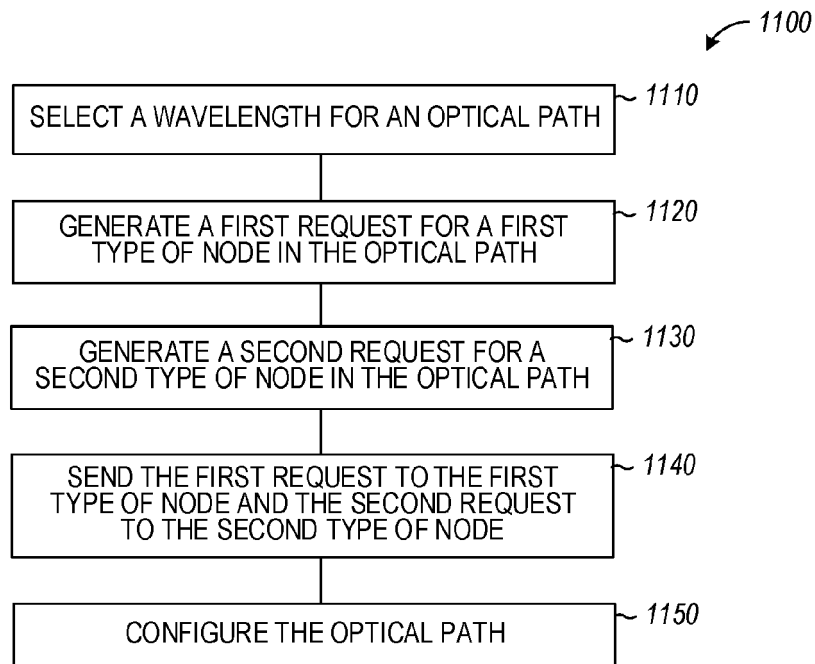 1100
SELECT A WAVELENGTH FOR AN OPTICAL PATH
1110
GENERATE A FIRST REQUEST FOR A FIRST
TYPE OF NODE IN THE OPTICAL PATH
1120
GENERATE A SECOND REQUEST FOR A
SECOND TYPE OF NODE IN THE OPTICAL PATH
1130
SEND THE FIRST REQUEST TO THE FIRST
TYPE OF NODE AND THE SECOND REQUEST
TO THE SECOND TYPE OF NODE
1140
CONFIGURE THE OPTICAL PATH
1150